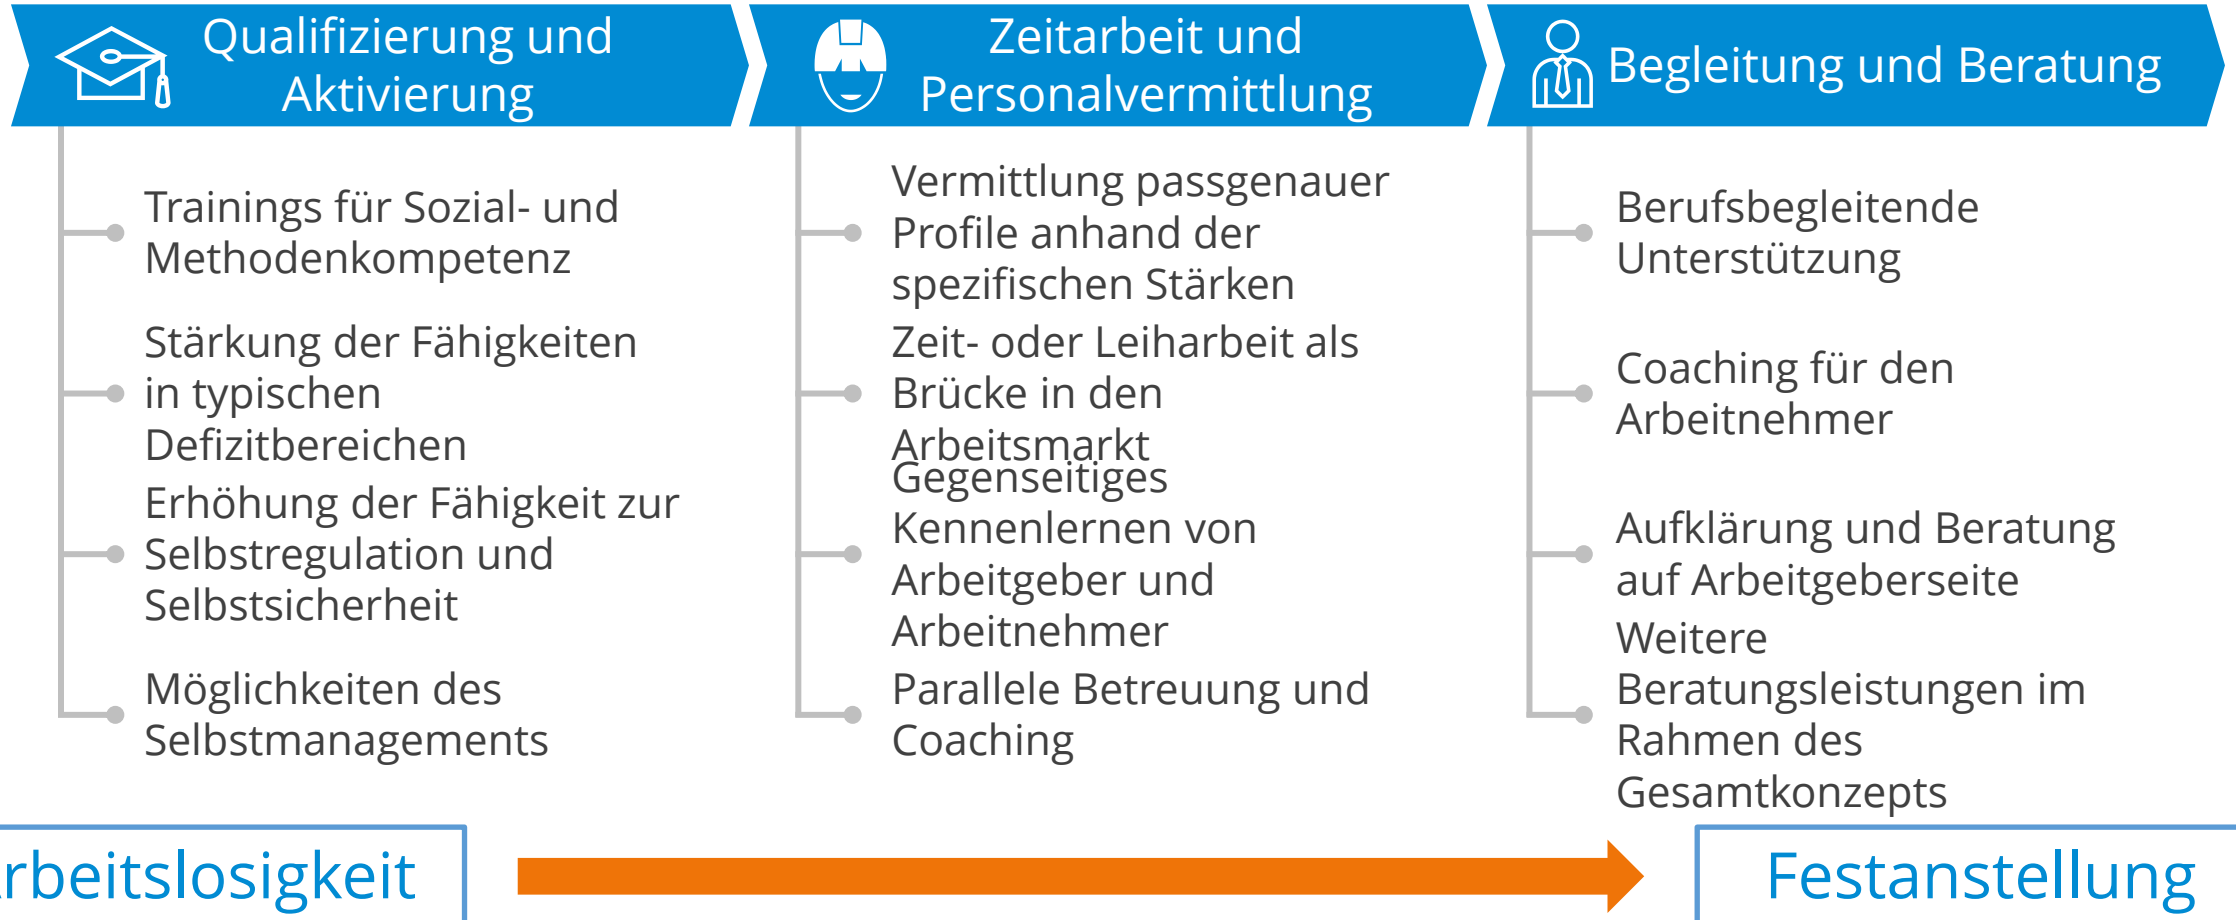 Qualifizierung und
Aktivierung
Trainings für Sozial- und
Methodenkompetenz
Stärkung der Fähigkeiten
in typischen
Defizitbereichen
Erhöhung der Fähigkeit zur
Selbstregulation und
Selbstsicherheit
Möglichkeiten des
Selbstmanagements
Zeitarbeit und
Personalvermittlung
Vermittlung passgenauer
Profile anhand der
spezifischen Stärken
Zeit- oder Leiharbeit als
Brücke in den
Arbeitsmarkt
Gegenseitiges
Kennenlernen von
Arbeitgeber und
Arbeitnehmer
Parallele Betreuung und
Coaching
Begleitung und Beratung
Berufsbegleitende
Unterstützung
Coaching für den
Arbeitnehmer
Aufklärung und Beratung
auf Arbeitgeberseite
Weitere
Beratungsleistungen im
Rahmen des
Gesamtkonzepts
rbeitslosigkeit
Festanstellung